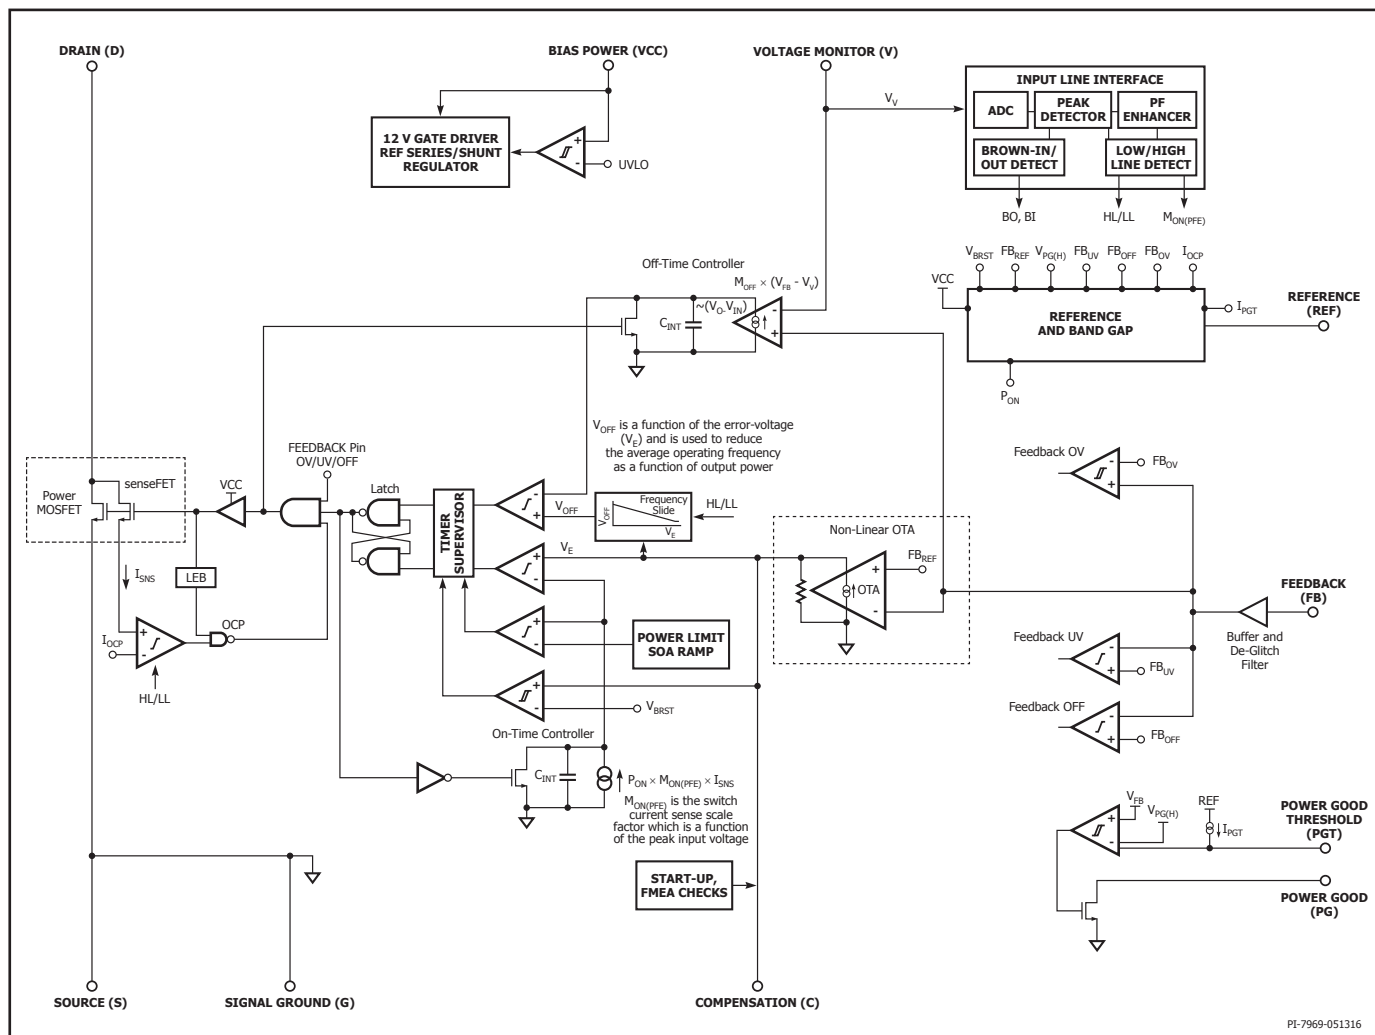 DRAIN (D)
BIAS POWER (VCC)
VOLTAGE MONITOR (V)
INPUT LINE INTERFACE
ADC
PEAK
DETECTOR
PF
ENHANCER
BROWN-IN/
OUT DETECT
LOW/HIGH
LINE DETECT
V_V
12 V GATE DRIVER
REF SERIES/SHUNT
REGULATOR
+
-
UVLO
BO, BI
HL/LL
M_ON(PFE)
Off-Time Controller
M_OFF × (V_FB - V_V)
~(V_O-V_IN)
C_INT
-
+
V_BRST
FB_REF
V_PG(H)
FB_UV
FB_OFF
FB_OV
I_OCP
VCC
REFERENCE
AND BAND GAP
I_PGT
REFERENCE
(REF)
P_ON
V_OFF is a function of the error-voltage
(V_E) and is used to reduce
the average operating frequency
as a function of output power
FEEDBACK Pin
OV/UV/OFF
Power
MOSFET
senseFET
VCC
Latch
TIMER
SUPERVISOR
-
+
V_OFF
Frequency
Slide
V_OFF
V_E
HL/LL
Feedback OV
-
+
FB_OV
Non-Linear OTA
V_E
+
-
FB_REF
+
OTA
-
I_SNS
LEB
OCP
I_OCP
+
-
HL/LL
+
-
POWER LIMIT
SOA RAMP
+
-
V_BRST
FEEDBACK
(FB)
Buffer and
De-Glitch
Filter
Feedback UV
-
+
FB_UV
Feedback OFF
-
+
FB_OFF
On-Time Controller
C_INT
P_ON × M_ON(PFE) × I_SNS
M_ON(PFE) is the switch
current sense scale
factor which is a function
of the peak input voltage
V_FB
V_PG(H)
REF
I_PGT
+
-
POWER GOOD
THRESHOLD
(PGT)
START-UP,
FMEA CHECKS
POWER GOOD
(PG)
SOURCE (S)
SIGNAL GROUND (G)
COMPENSATION (C)
PI-7969-051316